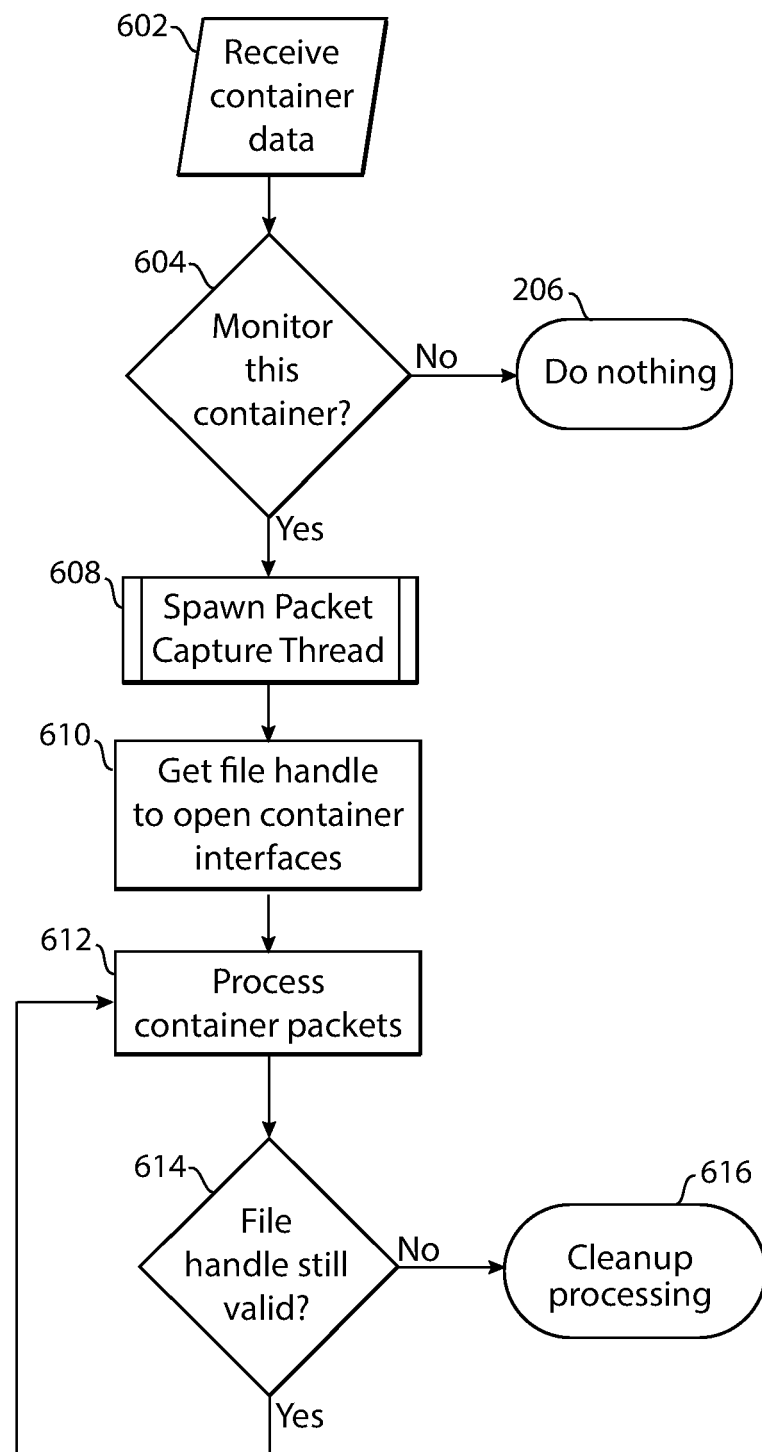 602
Receive
container
data
604
Monitor
this
container?
No
206
Do nothing
Yes
608
Spawn Packet
Capture Thread
610
Get file handle
to open container
interfaces
612
Process
container packets
614
File
handle still
valid?
No
616
Cleanup
processing
Yes